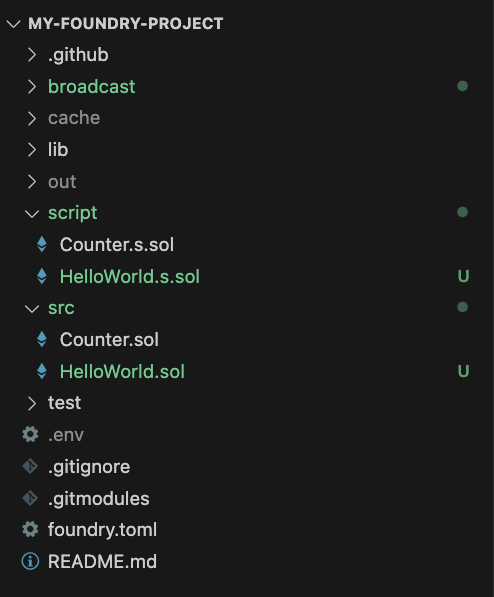 MY-FOUNDRY-PROJECT
.github
broadcast
cache
lib
out
script
Counter.s.sol
HelloWorld.s.sol U
src
Counter.sol
HelloWorld.sol U
test
.env
.gitignore
.gitmodules
foundry.toml
README.md